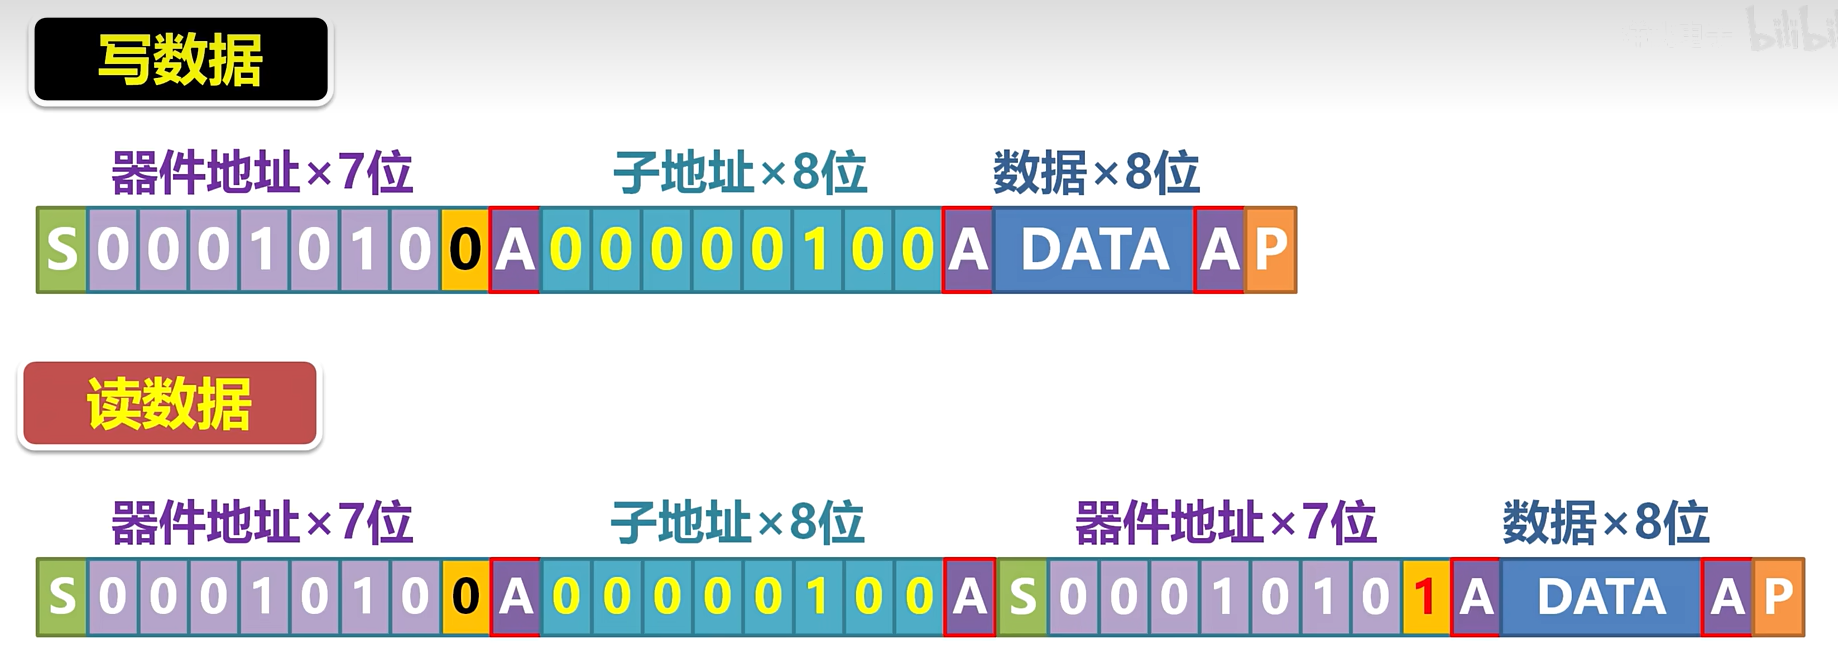 bilibi
写数据
器件地址×7位 子地址×8位 数据×8位
S 0 0 0 1 0 1 0 0 A 0 0 0 0 0 1 0 0 A DATA A P
读数据
器件地址×7位 子地址×8位 器件地址×7位 数据×8位
S 0 0 0 1 0 1 0 0 A 0 0 0 0 0 1 0 0 A S 0 0 0 1 0 1 0 1 A DATA A P